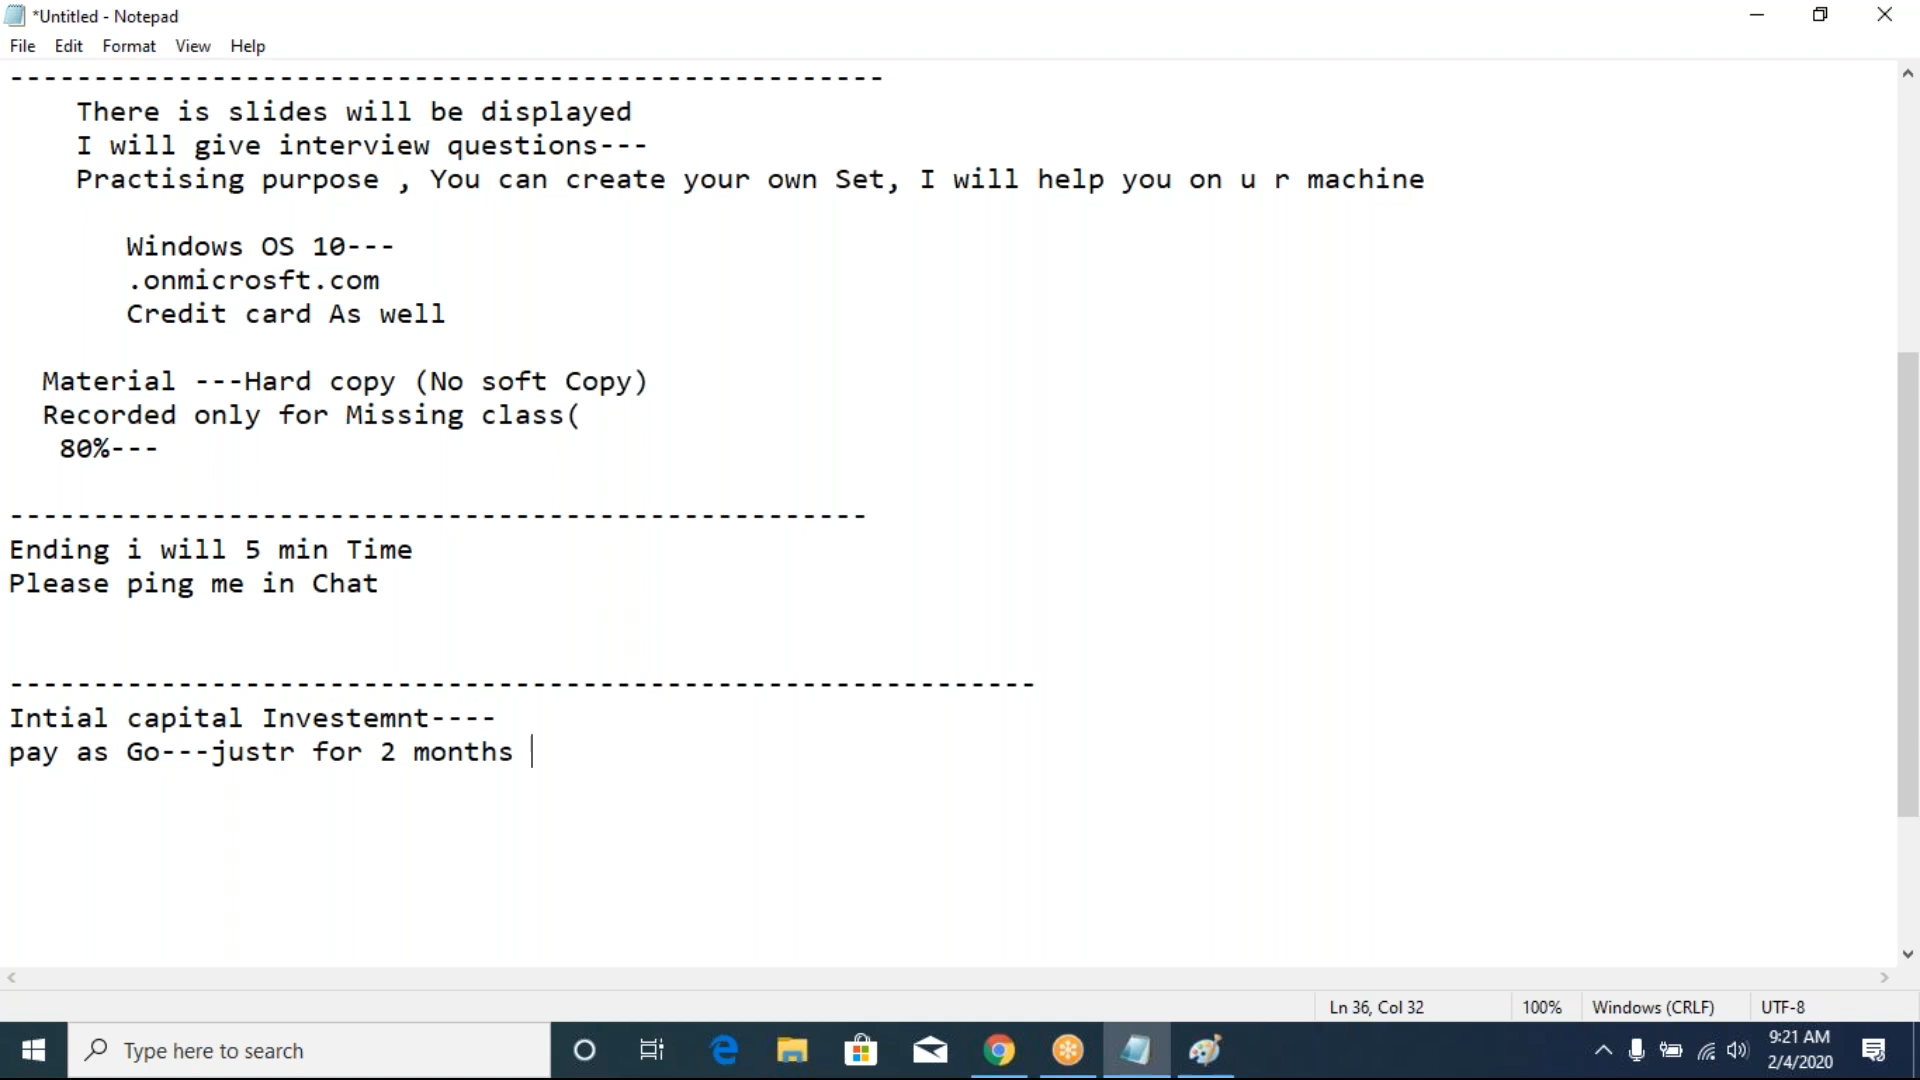 *Untitled - Notepad
File Edit Format View Help
----------------------------------------------------
There is slides will be displayed
I will give interview questions---
Practising purpose , You can create your own Set, I will help you on u r machine
Windows OS 10---
.onmicrosft.com
Credit card As well
Material ---Hard copy (No soft Copy)
Recorded only for Missing class(
80%---
---------------------------------------------------
Ending i will 5 min Time
Please ping me in Chat
-------------------------------------------------------------
Intial capital Investemnt----
pay as Go---justr for 2 months
Ln 36, Col 32 100% Windows (CRLF) UTF-8
Type here to search
9:21 AM
2/4/2020